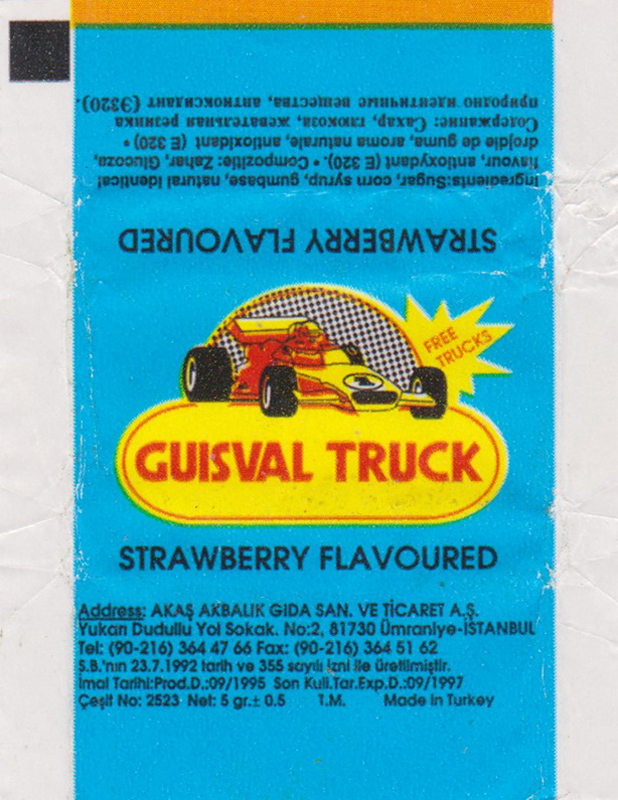 Ingredients:Sugar, corn syrup, gumbase, natural identical
flavour, antioxydant (E 320). • Compozitie: Zahar, Glucoza,
drojdie de guma, aroma naturale, antioxidant (E 320) •
Содержание: Сахар, глюкоза, жевательная резинка
природно идентичные вещества, антиоксидант (Э320).
STRAWBERRY FLAVOURED
FREE
TRUCKS
1
GUISVAL TRUCK
STRAWBERRY FLAVOURED
Address: AKAŞ AKBALIK GIDA SAN. VE TİCARET A.Ş.
Yukarı Dudullu Yol Sokak. No:2, 81730 Ümraniye-İSTANBUL
Tel: (90-216) 364 47 66 Fax: (90-216) 364 51 62
S.B.'nın 23.7.1992 tarih ve 355 sayılı izni ile üretilmiştir.
İmal Tarihi:Prod.D.:09/1995 Son Kull.Tar.Exp.D.:09/1997
Çeşit No: 2523 Net: 5 gr.± 0.5 T.M. Made in Turkey